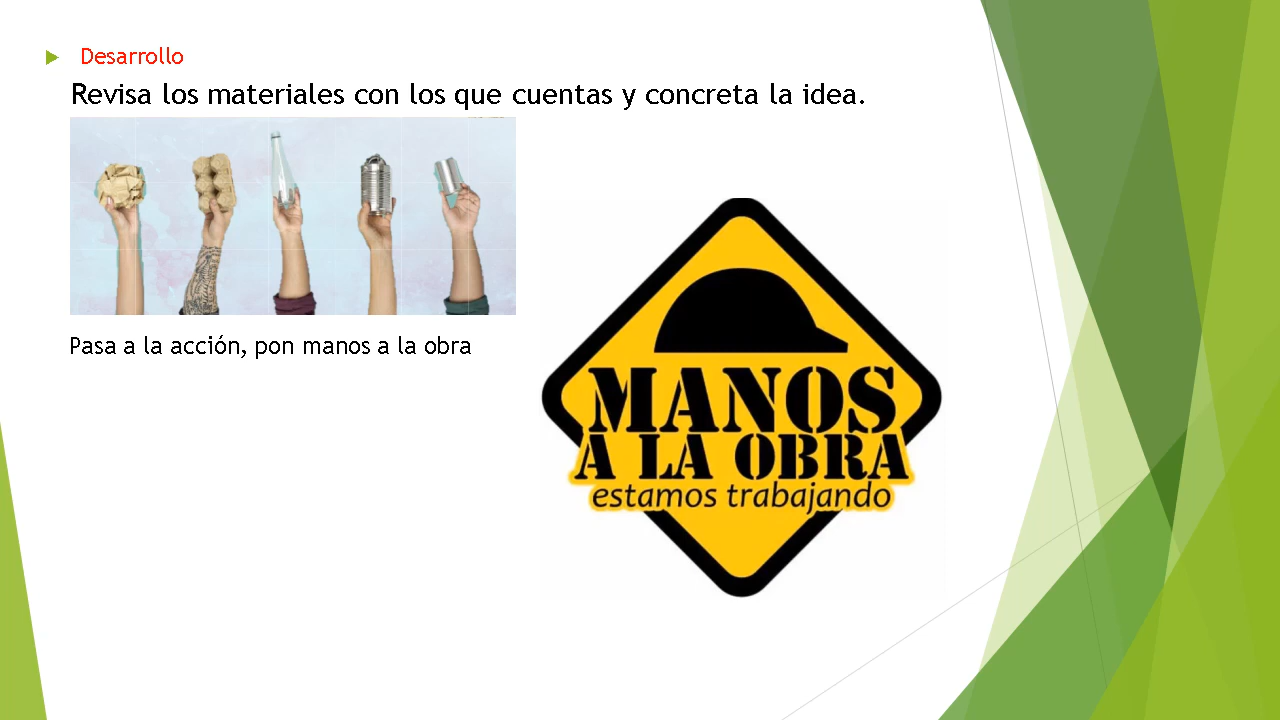 Desarrollo
Revisa los materiales con los que cuentas y concreta la idea.
Pasa a la acción, pon manos a la obra
MANOS
A LA OBRA
estamos trabajando